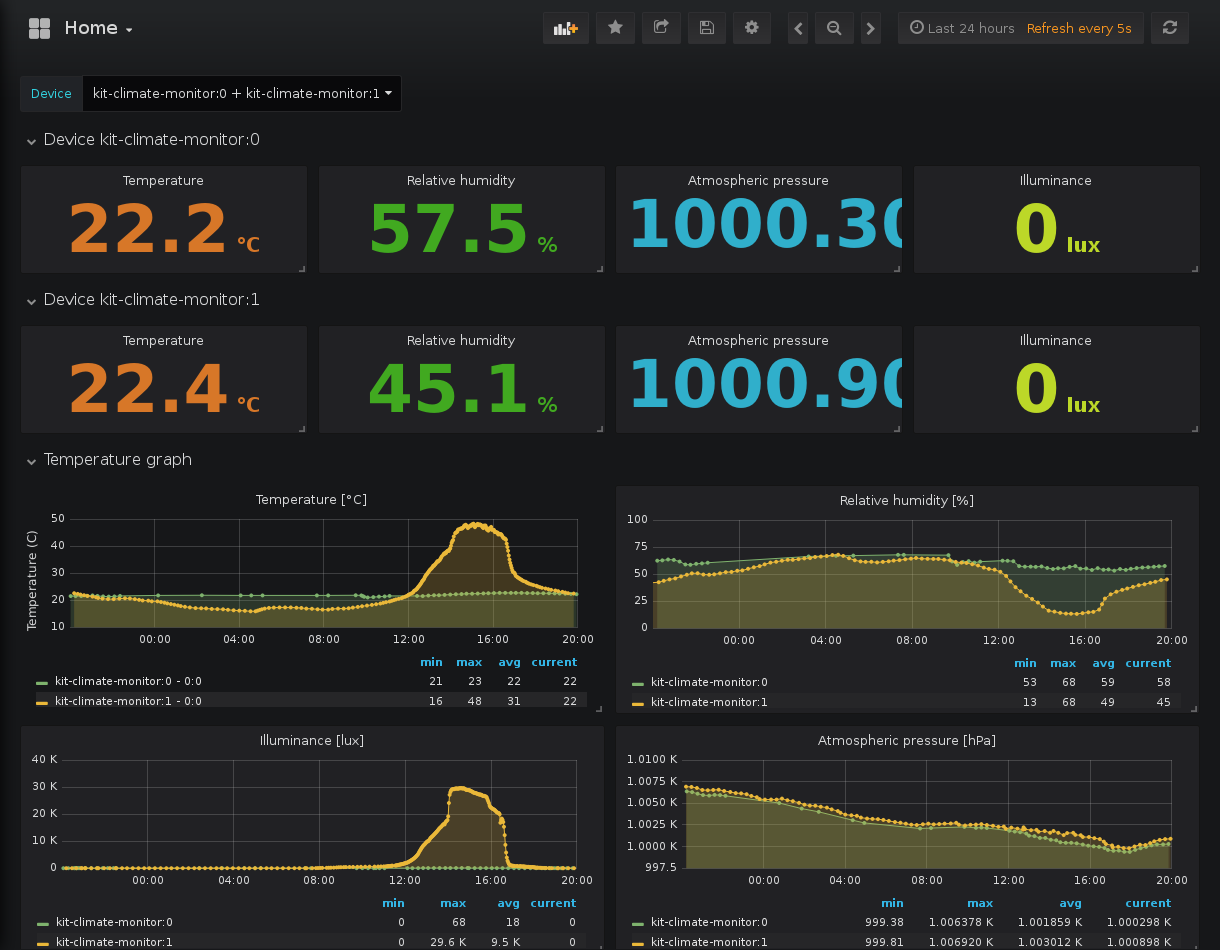 Home
Last 24 hours Refresh every 5s
Device kit-climate-monitor:0 + kit-climate-monitor:1
Device kit-climate-monitor:0
Temperature Relative humidity Atmospheric pressure Illuminance
22.2 °C 57.5 % 1000.30 0 lux
Device kit-climate-monitor:1
Temperature Relative humidity Atmospheric pressure Illuminance
22.4 °C 45.1 % 1000.90 0 lux
Temperature graph
Temperature [°C]
Temperature (C)
50
40
30
20
10
00:00 04:00 08:00 12:00 16:00 20:00
min max avg current
kit-climate-monitor:0 - 0:0 21 23 22 22
kit-climate-monitor:1 - 0:0 16 48 31 22
Relative humidity [%]
100
75
50
25
0
00:00 04:00 08:00 12:00 16:00 20:00
min max avg current
kit-climate-monitor:0 53 68 59 58
kit-climate-monitor:1 13 68 49 45
Illuminance [lux]
40 K
30 K
20 K
10 K
0
00:00 04:00 08:00 12:00 16:00 20:00
min max avg current
kit-climate-monitor:0 0 68 18 0
kit-climate-monitor:1 0 29.6 K 9.5 K 0
Atmospheric pressure [hPa]
1.0100 K
1.0075 K
1.0050 K
1.0025 K
1.0000 K
997.5
00:00 04:00 08:00 12:00 16:00 20:00
min max avg current
kit-climate-monitor:0 999.38 1.006378 K 1.001859 K 1.000298 K
kit-climate-monitor:1 999.81 1.006920 K 1.003012 K 1.000898 K